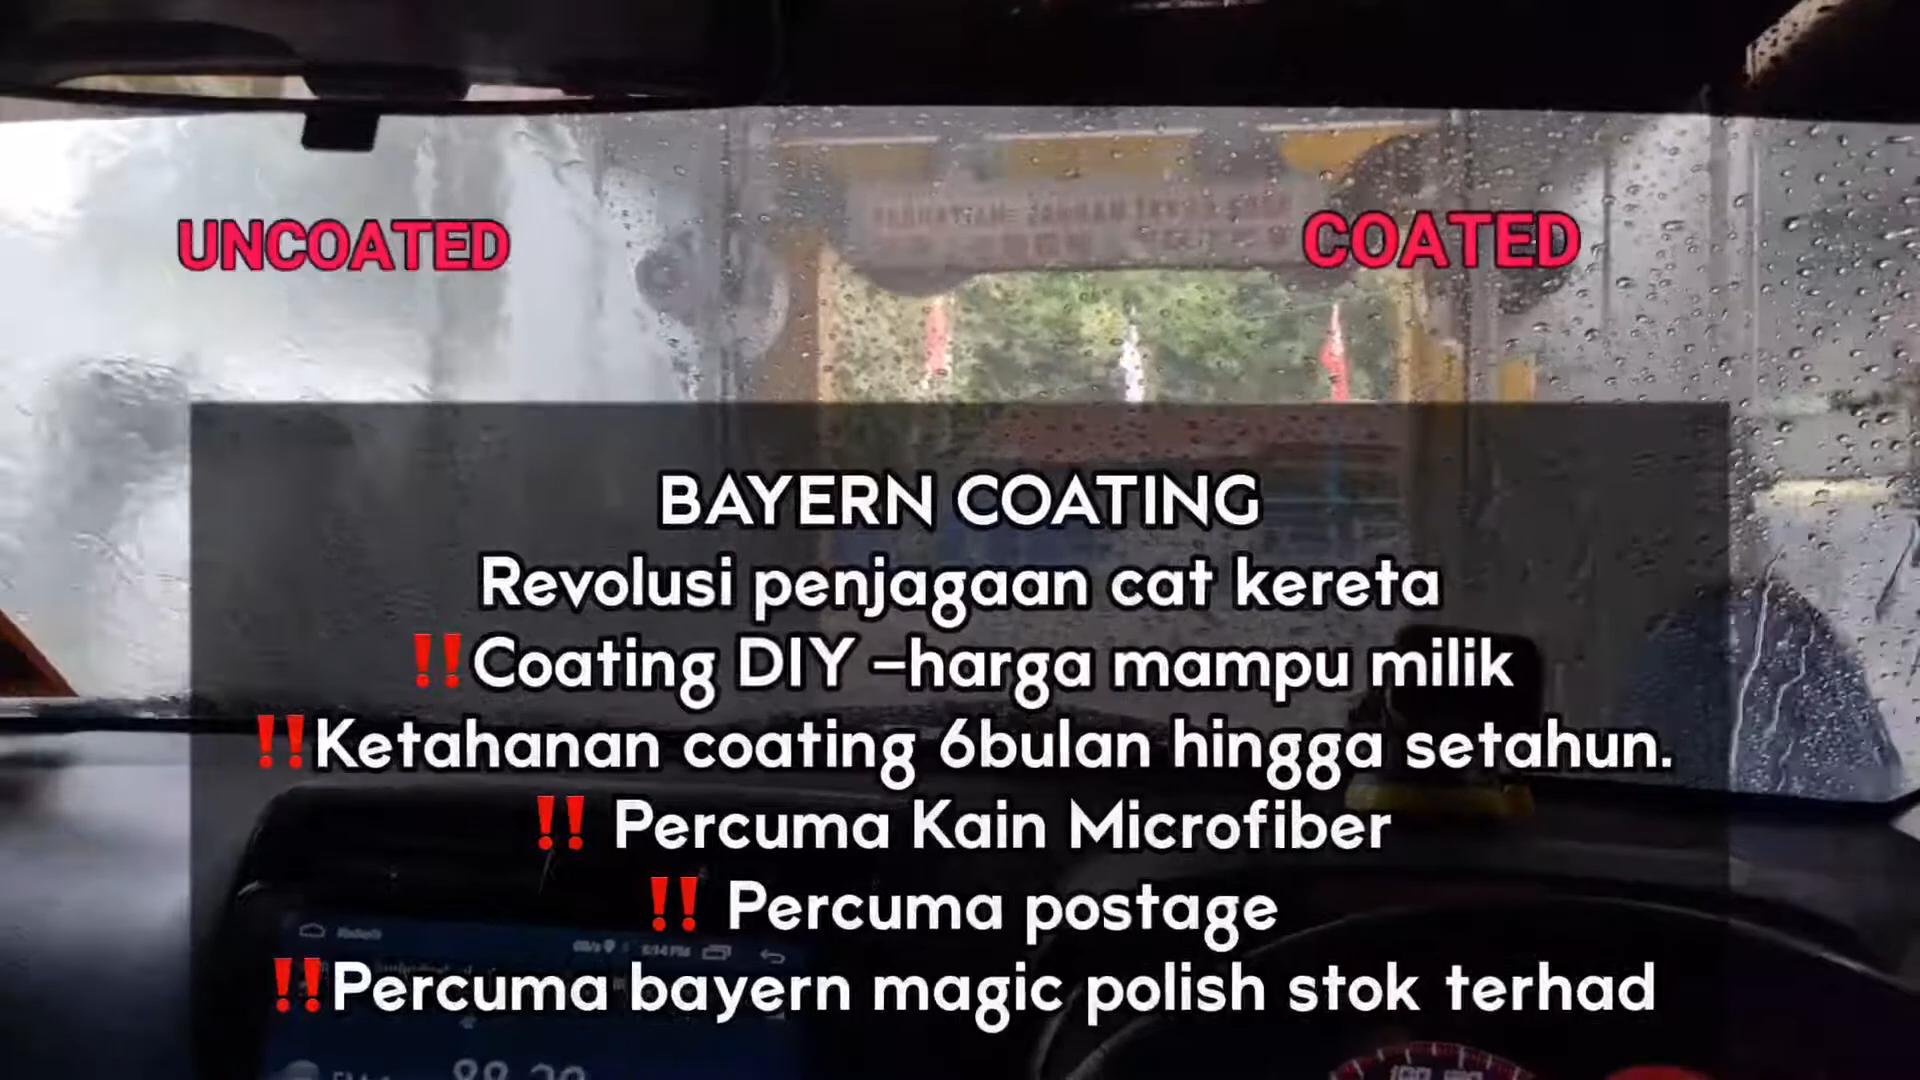 UNCOATED
COATED
BAYERN COATING
Revolusi penjagaan cat kereta
‼️Coating DIY -harga mampu milik
‼️Ketahanan coating 6bulan hingga setahun.
‼️ Percuma Kain Microfiber
‼️ Percuma postage
‼️Percuma bayern magic polish stok terhad